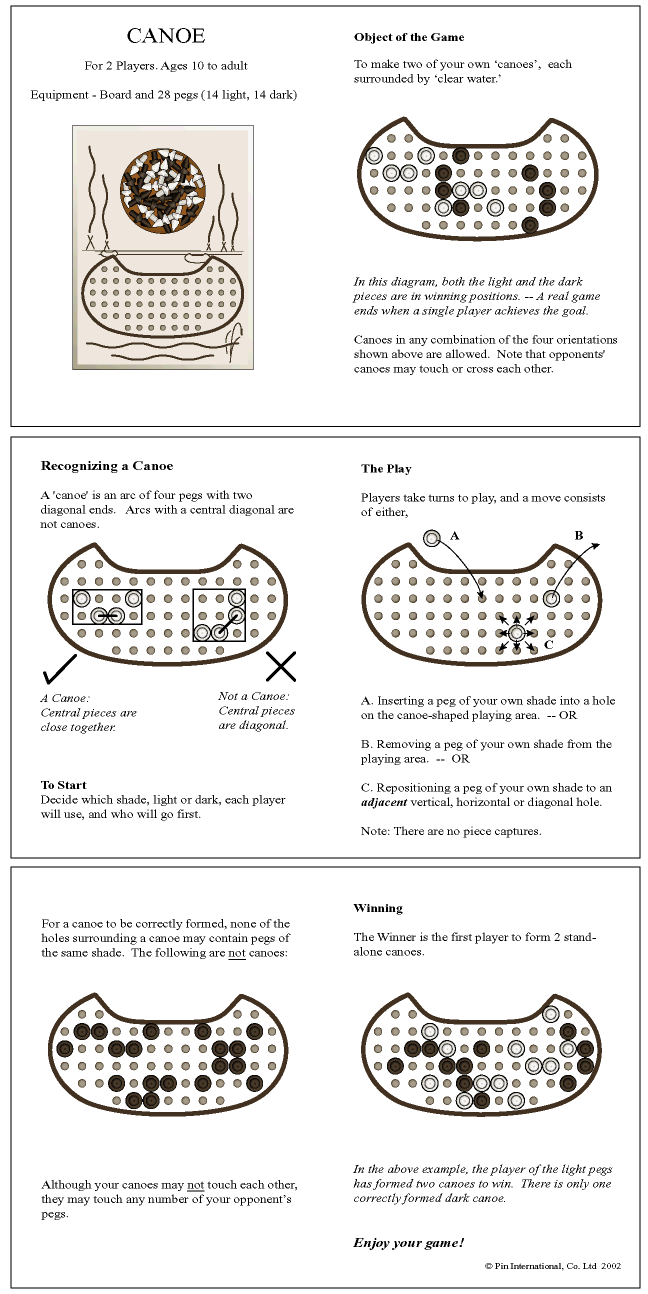 CANOE
For 2 Players. Ages 10 to adult
Equipment - Board and 28 pegs (14 light, 14 dark)
Object of the Game
To make two of your own ‘canoes’, each
surrounded by ‘clear water.’
In this diagram, both the light and the dark
pieces are in winning positions. -- A real game
ends when a single player achieves the goal.
Canoes in any combination of the four orientations
shown above are allowed. Note that opponents'
canoes may touch or cross each other.
Recognizing a Canoe
A 'canoe' is an arc of four pegs with two
diagonal ends. Arcs with a central diagonal are
not canoes.
A Canoe:
Central pieces are
close together.
Not a Canoe:
Central pieces
are diagonal.
To Start
Decide which shade, light or dark, each player
will use, and who will go first.
The Play
Players take turns to play, and a move consists
of either,
A
B
C
A. Inserting a peg of your own shade into a hole
on the canoe-shaped playing area. -- OR
B. Removing a peg of your own shade from the
playing area. -- OR
C. Repositioning a peg of your own shade to an
adjacent vertical, horizontal or diagonal hole.
Note: There are no piece captures.
For a canoe to be correctly formed, none of the
holes surrounding a canoe may contain pegs of
the same shade. The following are not canoes:
Although your canoes may not touch each other,
they may touch any number of your opponent’s
pegs.
Winning
The Winner is the first player to form 2 stand-
alone canoes.
In the above example, the player of the light pegs
has formed two canoes to win. There is only one
correctly formed dark canoe.
Enjoy your game!
© Pin International, Co. Ltd 2002